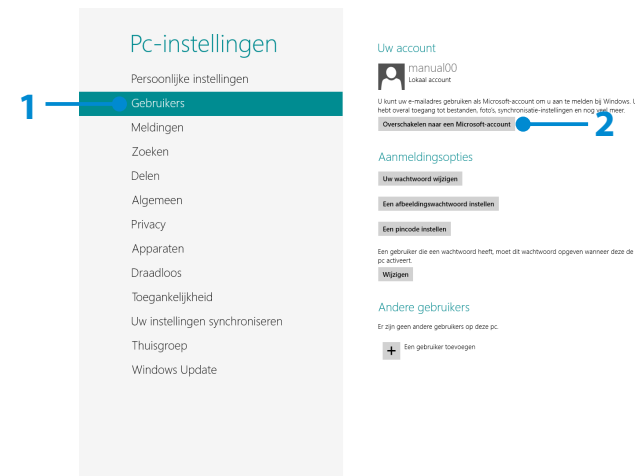 Pc-instellingen
Persoonlijke instellingen
1
Gebruikers
Meldingen
Zoeken
Delen
Algemeen
Privacy
Apparaten
Draadloos
Toegankelijkheid
Uw instellingen synchroniseren
Thuisgroep
Windows Update
Uw account
manual00
Lokaal account
U kunt uw e-mailadres gebruiken als Microsoft-account om u aan te melden bij Windows. U
hebt overal toegang tot bestanden, foto's, synchronisatie-instellingen en nog veel meer.
Overschakelen naar een Microsoft-account
2
Aanmeldingsopties
Uw wachtwoord wijzigen
Een afbeeldingswachtwoord instellen
Een pincode instellen
Een gebruiker die een wachtwoord heeft, moet dit wachtwoord opgeven wanneer deze de
pc activeert.
Wijzigen
Andere gebruikers
Er zijn geen andere gebruikers op deze pc.
+ Een gebruiker toevoegen